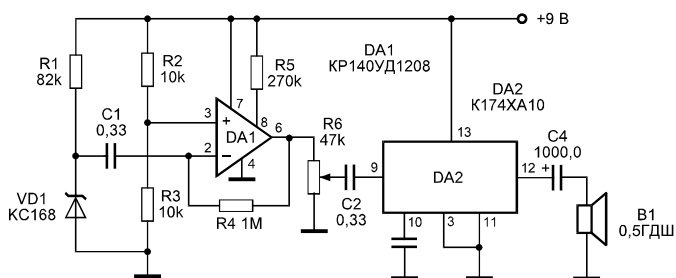 +9 В
R1
82k
R2
10k
R5
270k
DA1
КР140УД1208
DA2
К174ХА10
C1
0,33
3
+
7
8
DA1
6
2
−
4
R6
47k
13
C4
1000,0
9
DA2
12
+
VD1
КС168
R3
10k
R4 1M
C2
0,33
10
3
11
B1
0,5ГДШ